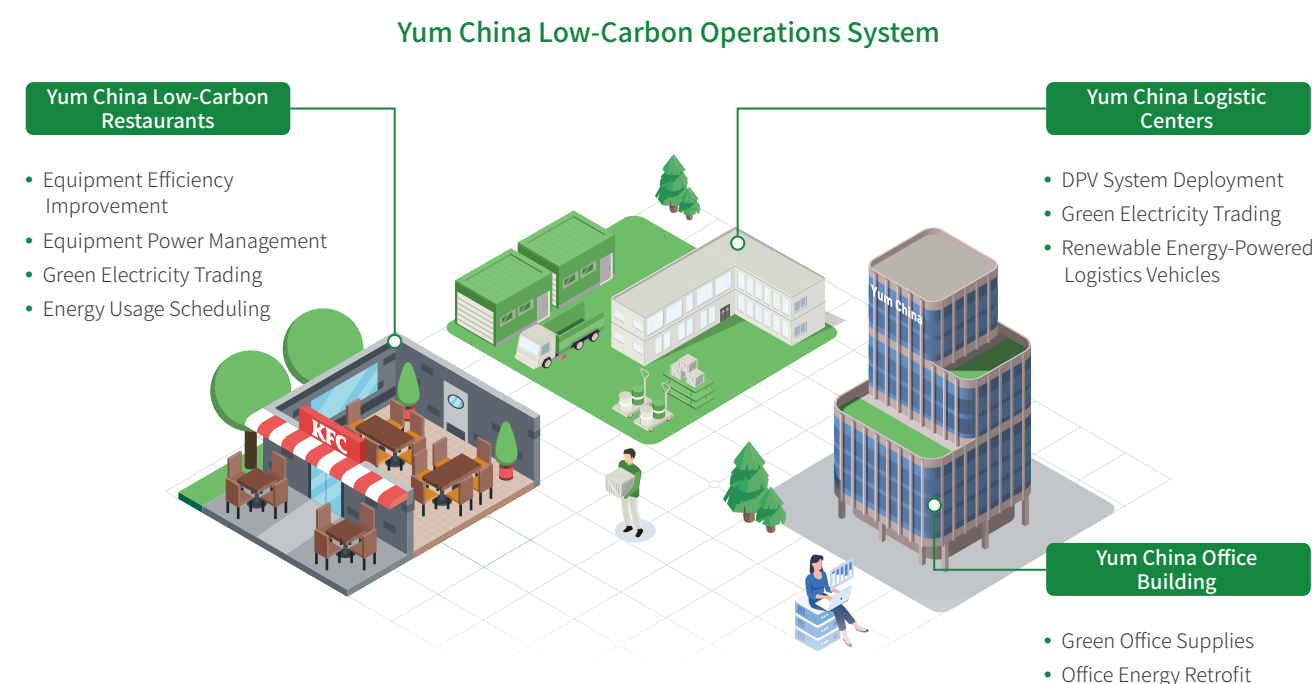 Yum China Low-Carbon Operations System
Yum China Low-Carbon
Restaurants
• Equipment Efficiency
Improvement
• Equipment Power Management
• Green Electricity Trading
• Energy Usage Scheduling
Yum China Logistic
Centers
• DPV System Deployment
• Green Electricity Trading
• Renewable Energy-Powered
Logistics Vehicles
Yum China
KFC
Yum China Office
Building
• Green Office Supplies
• Office Energy Retrofit